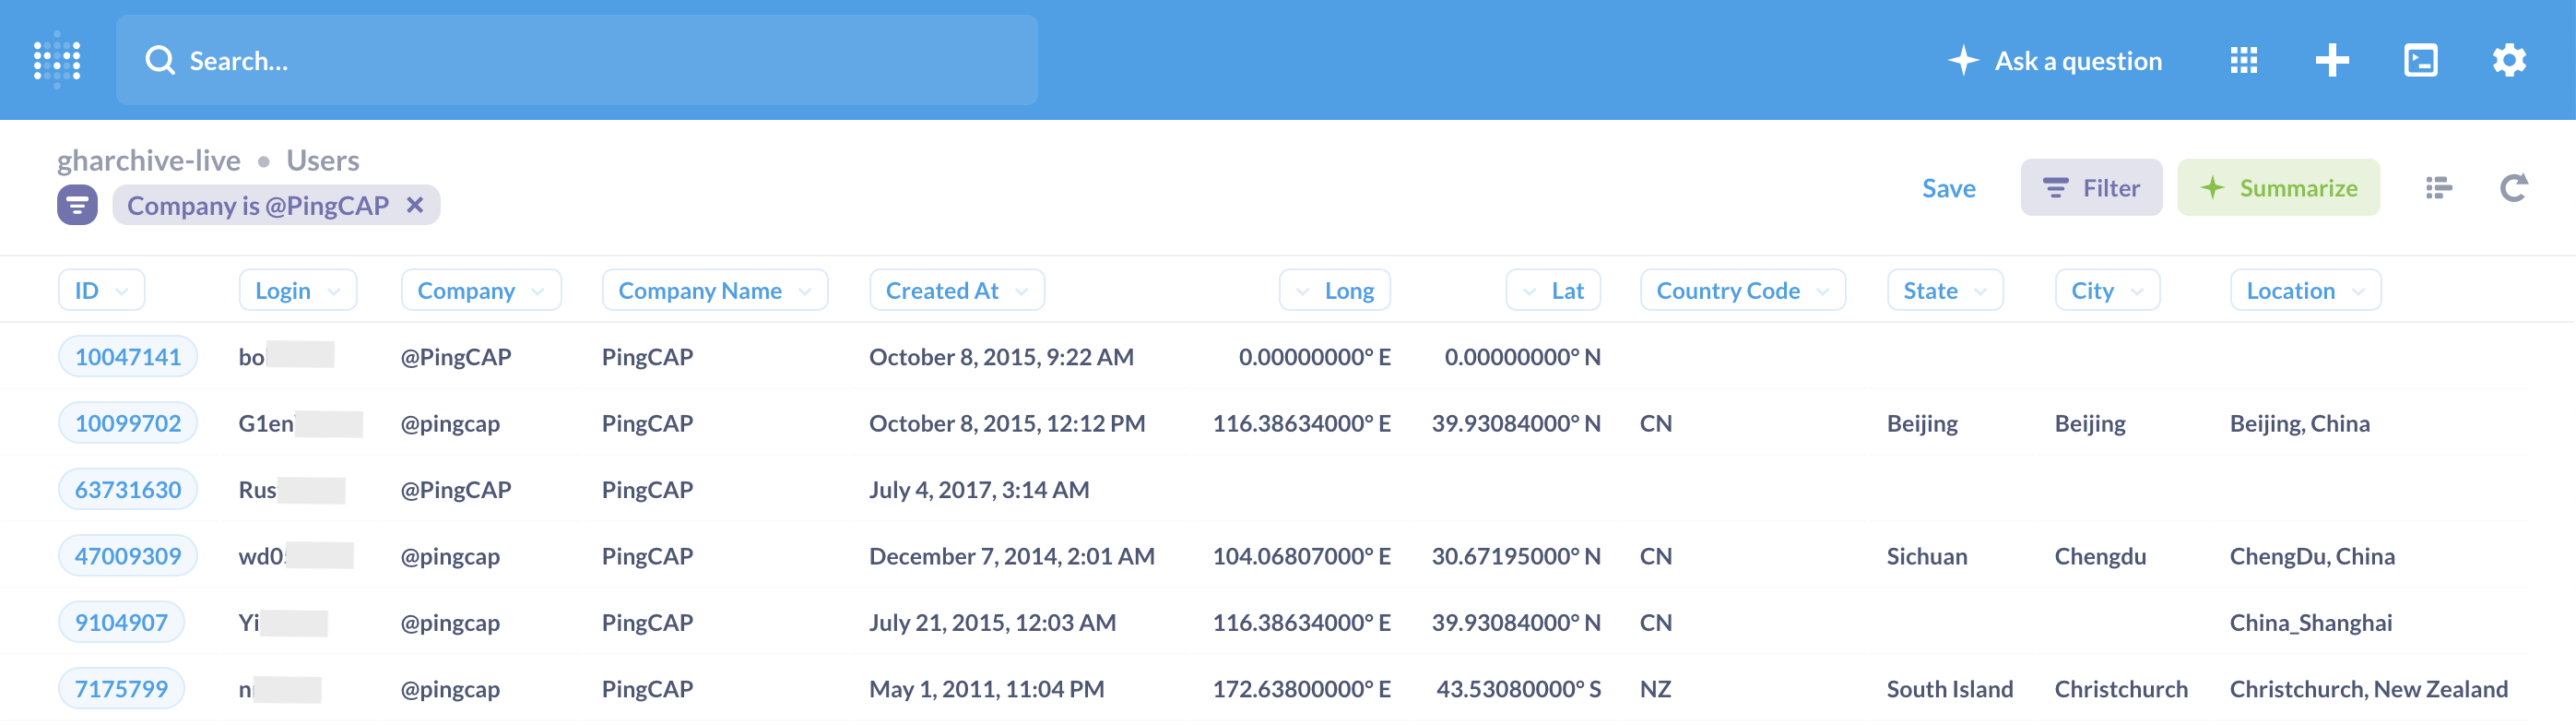 Search...
Ask a question
gharchive-live • Users
Company is @PingCAP ×
Save Filter Summarize
ID Login Company Company Name Created At Long Lat Country Code State City Location
10047141 bo @PingCAP PingCAP October 8, 2015, 9:22 AM 0.00000000° E 0.00000000° N
10099702 G1en @pingcap PingCAP October 8, 2015, 12:12 PM 116.38634000° E 39.93084000° N CN Beijing Beijing Beijing, China
63731630 Rus @PingCAP PingCAP July 4, 2017, 3:14 AM
47009309 wd0 @pingcap PingCAP December 7, 2014, 2:01 AM 104.06807000° E 30.67195000° N CN Sichuan Chengdu ChengDu, China
9104907 Yi @pingcap PingCAP July 21, 2015, 12:03 AM 116.38634000° E 39.93084000° N CN China_Shanghai
7175799 n @pingcap PingCAP May 1, 2011, 11:04 PM 172.63800000° E 43.53080000° S NZ South Island Christchurch Christchurch, New Zealand